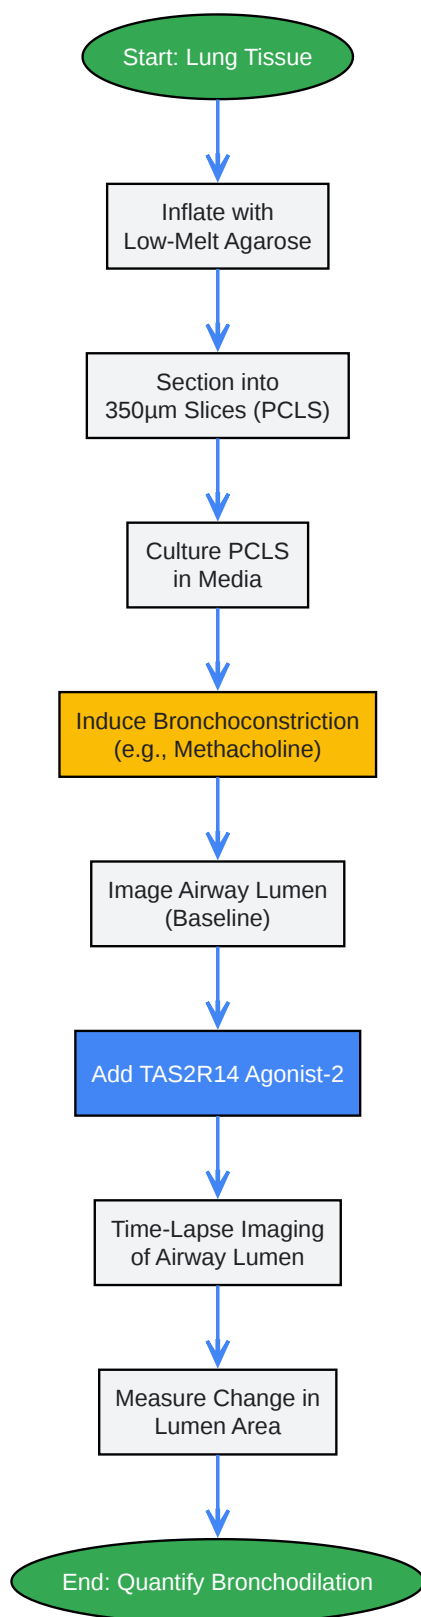 Start: Lung Tissue
Inflate with
Low-Melt Agarose
Section into
350µm Slices (PCLS)
Culture PCLS
in Media
Induce Bronchoconstriction
(e.g., Methacholine)
Image Airway Lumen
(Baseline)
Add TAS2R14 Agonist-2
Time-Lapse Imaging
of Airway Lumen
Measure Change in
Lumen Area
End: Quantify Bronchodilation